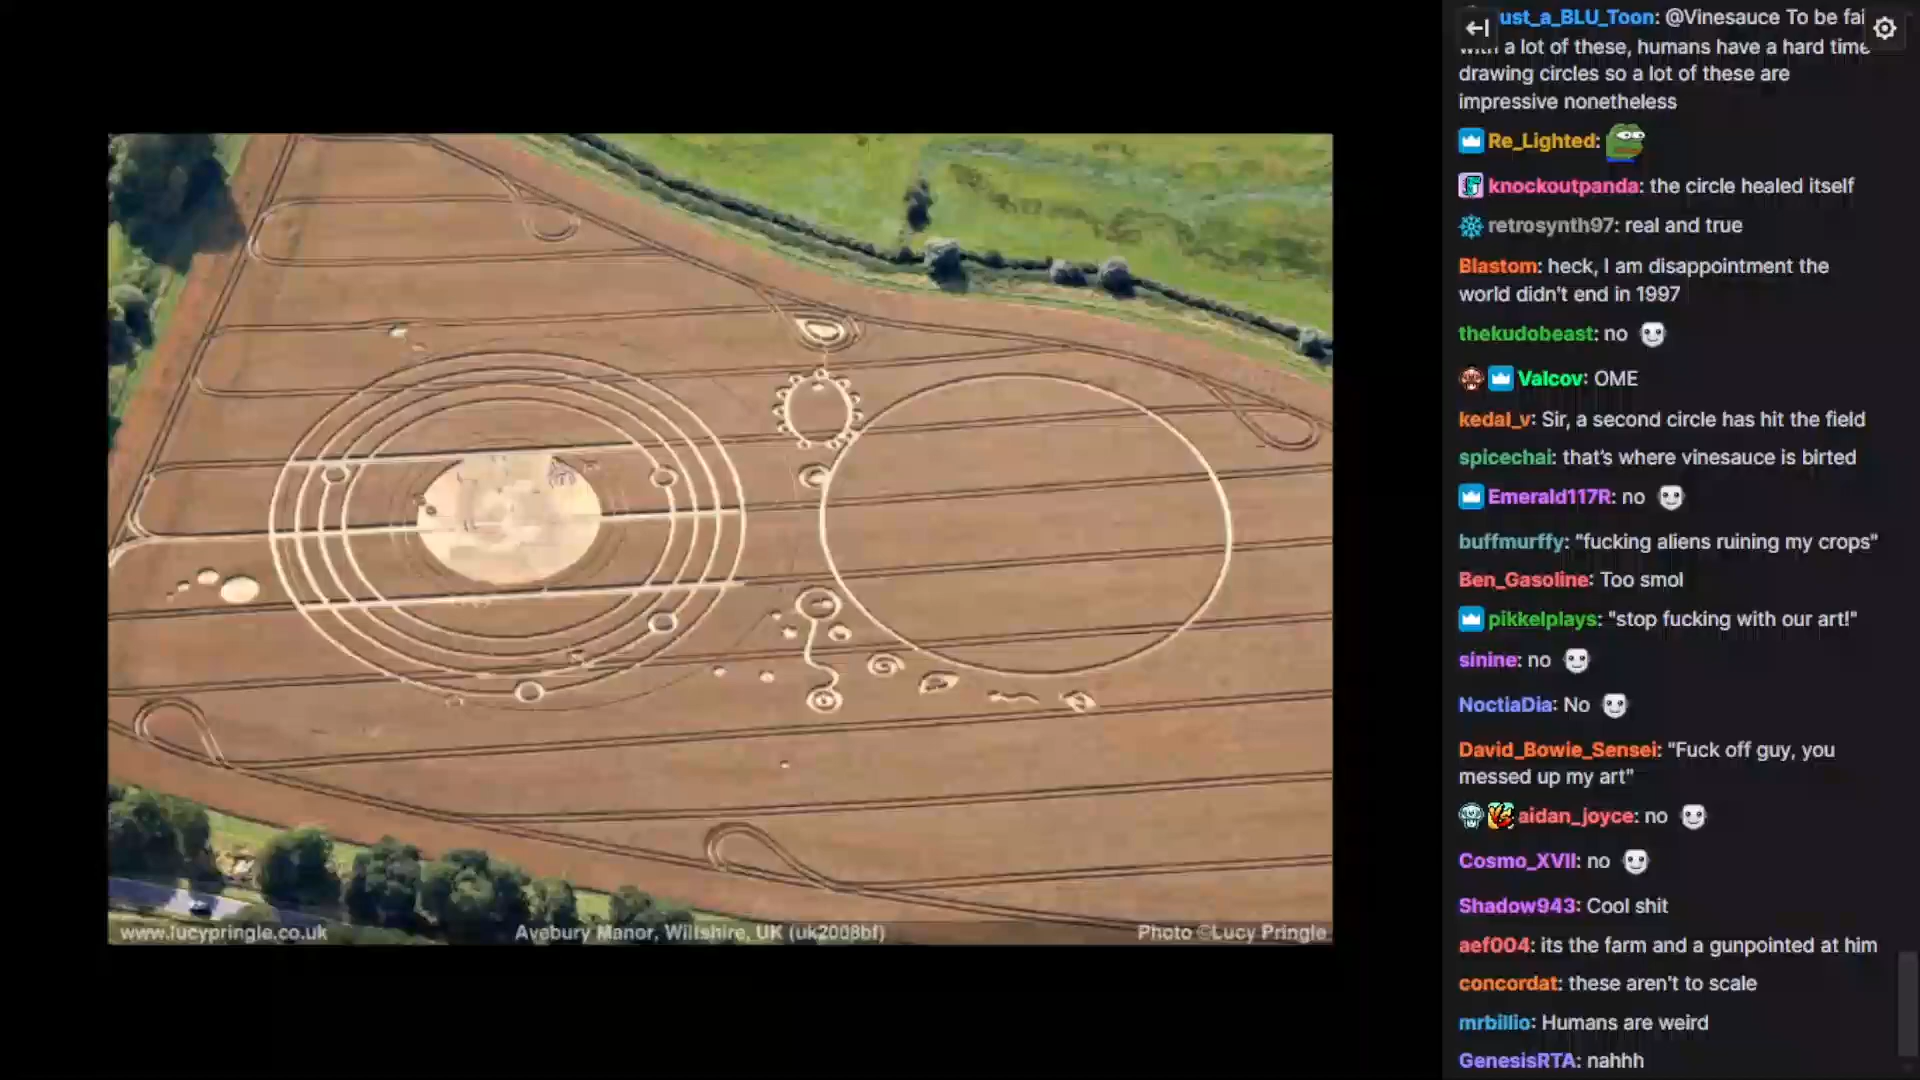 www.lucypringle.co.uk
Avebury Manor, Wiltshire, UK (uk2008bf)
Photo ©Lucy Pringle
ust_a_BLU_Toon: @Vinesauce To be fai
with a lot of these, humans have a hard time
drawing circles so a lot of these are
impressive nonetheless
Re_Lighted:
knockoutpanda: the circle healed itself
retrosynth97: real and true
Blastom: heck, I am disappointment the
world didn't end in 1997
thekudobeast: no
Valcov: OME
kedal_v: Sir, a second circle has hit the field
spicechai: that's where vinesauce is birted
Emerald117R: no
buffmurffy: "fucking aliens ruining my crops"
Ben_Gasoline: Too smol
pikkelplays: "stop fucking with our art!"
sinine: no
NoctiaDia: No
David_Bowie_Sensei: "Fuck off guy, you
messed up my art"
aidan_joyce: no
Cosmo_XVII: no
Shadow943: Cool shit
aef004: its the farm and a gunpointed at him
concordat: these aren't to scale
mrbillio: Humans are weird
GenesisRTA: nahhh